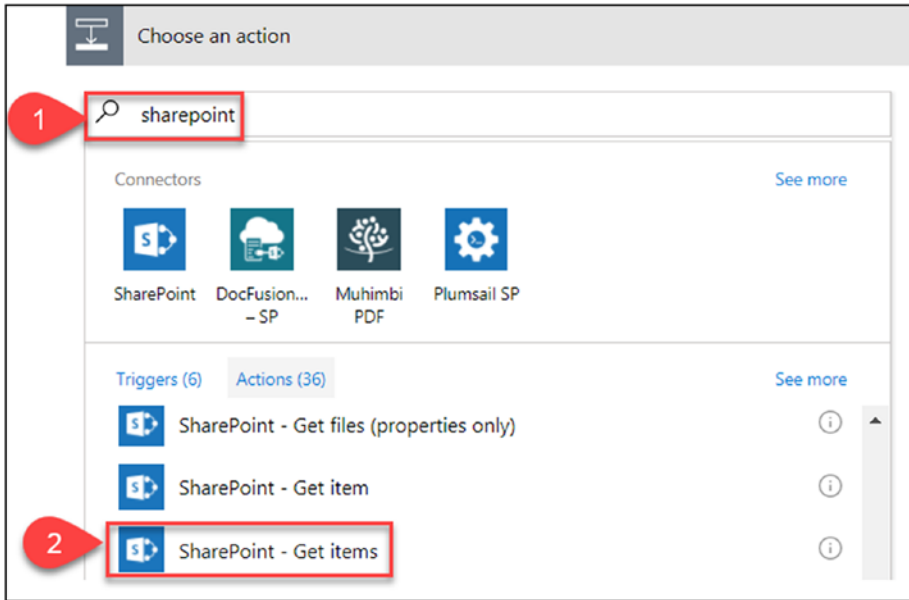 Choose an action
1
sharepoint
Connectors
See more
SharePoint
DocFusion...
– SP
Muhimbi
PDF
Plumsail SP
Triggers (6)
Actions (36)
See more
SharePoint - Get files (properties only)
SharePoint - Get item
2
SharePoint - Get items